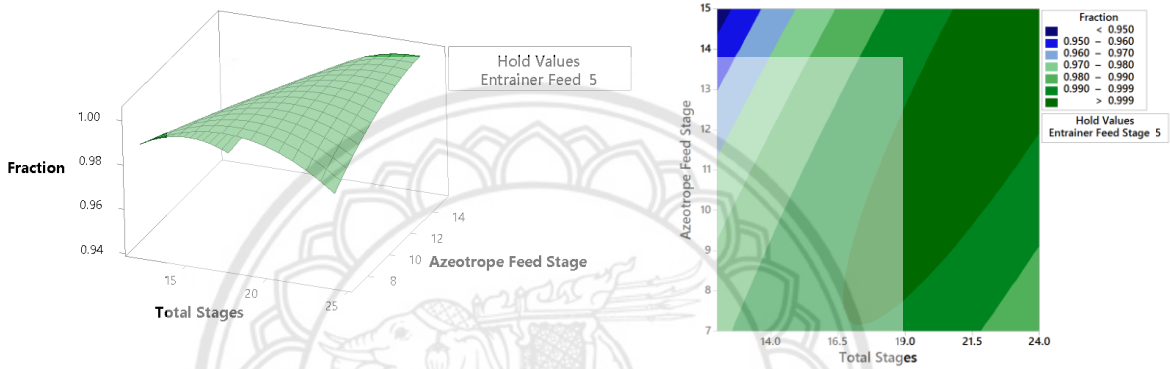 Hold Values
Entrainer Feed 5
1.00
0.98
0.96
0.94
Fraction
15
20
25
Total Stages
14
12
10
8
Azeotrope Feed Stage
15
14
13
12
11
10
9
8
7
Azeotrope Feed Stage
14.0
16.5
19.0
21.5
24.0
Total Stages
Fraction
< 0.950
0.950 – 0.960
0.960 – 0.970
0.970 – 0.980
0.980 – 0.990
0.990 – 0.999
> 0.999
Hold Values
Entrainer Feed Stage 5